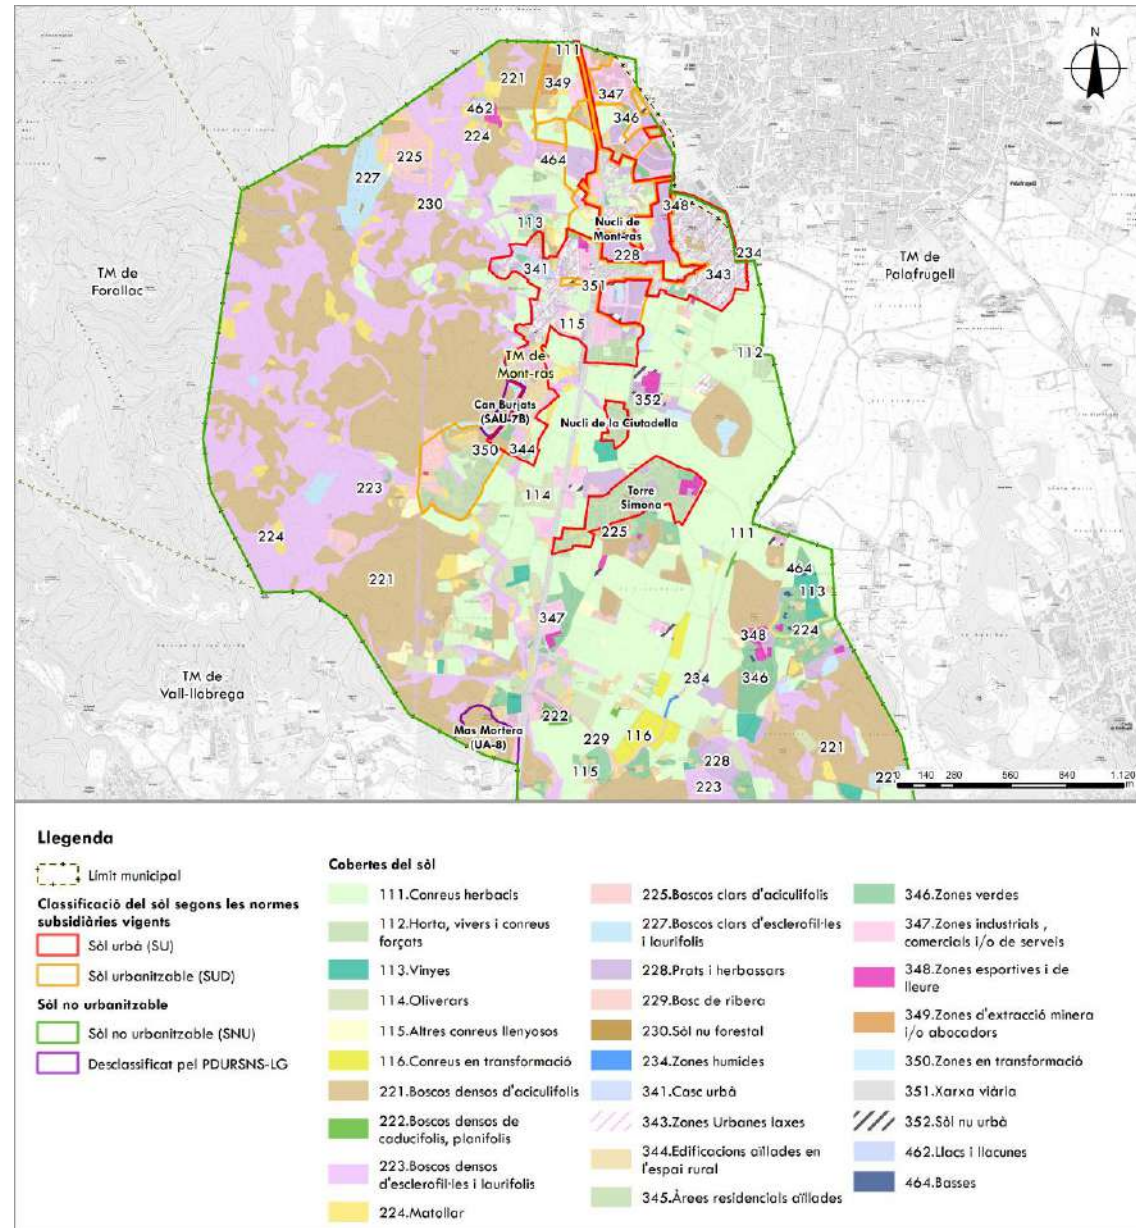 N
111
221
349
347
462
346
224
464
225
227
230
348
113
Nucli de
Mont-ras
234
228
TM de
Forallac
341
343
TM de
Palafrugell
351
115
112
TM de
Mont-ras
Can Burjats
(SAU-7B)
352
Nucli de la Ciutadella
350
344
223
114
Torre
Simona
224
225
111
221
464
113
347
224
348
TM de
Vall-llobrega
234
346
222
Mas Mortera
(UA-8)
229
116
221
228
115
223
0 140 280 560 840 1.120
m
Llegenda
Límit municipal
Classificació del sòl segons les normes
subsidiàries vigents
Sòl urbà (SU)
Sòl urbanitzable (SUD)
Sòl no urbanitzable
Sòl no urbanitzable (SNU)
Desclassificat pel PDURSNS-LG
Cobertes del sòl
111.Conreus herbacis
112.Horta, vivers i conreus
forçats
113.Vinyes
114.Oliverars
115.Altres conreus llenyosos
116.Conreus en transformació
221.Boscos densos d'aciculifolis
222.Boscos densos de
caducifolis, planifolis
223.Boscos densos
d'esclerofil·les i laurifolis
224.Matollar
225.Boscos clars d'aciculifolis
227.Boscos clars d'esclerofil·les
i laurifolis
228.Prats i herbassars
229.Bosc de ribera
230.Sòl nu forestal
234.Zones humides
341.Casc urbà
343.Zones Urbanes laxes
344.Edificacions aïllades en
l'espai rural
345.Àrees residencials aïllades
346.Zones verdes
347.Zones industrials ,
comercials i/o de serveis
348.Zones esportives i de
lleure
349.Zones d'extracció minera
i/o abocadors
350.Zones en transformació
351.Xarxa viària
352.Sòl nu urbà
462.Llacs i llacunes
464.Basses